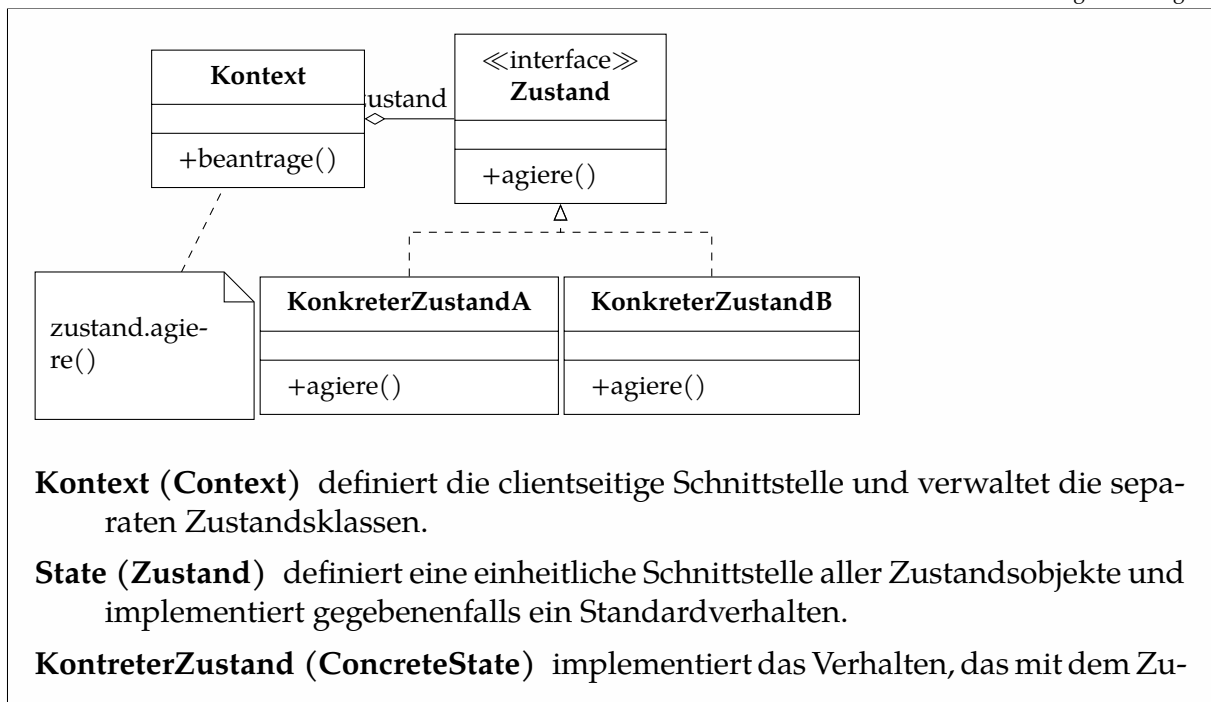 Kontext
+beantrage()
zustand
≪interface≫
Zustand
+agiere()
zustand.agie-
re()
KonkreterZustandA
+agiere()
KonkreterZustandB
+agiere()
Kontext (Context) definiert die clientseitige Schnittstelle und verwaltet die sepa-
raten Zustandsklassen.
State (Zustand) definiert eine einheitliche Schnittstelle aller Zustandsobjekte und
implementiert gegebenenfalls ein Standardverhalten.
KontreterZustand (ConcreteState) implementiert das Verhalten, das mit dem Zu-